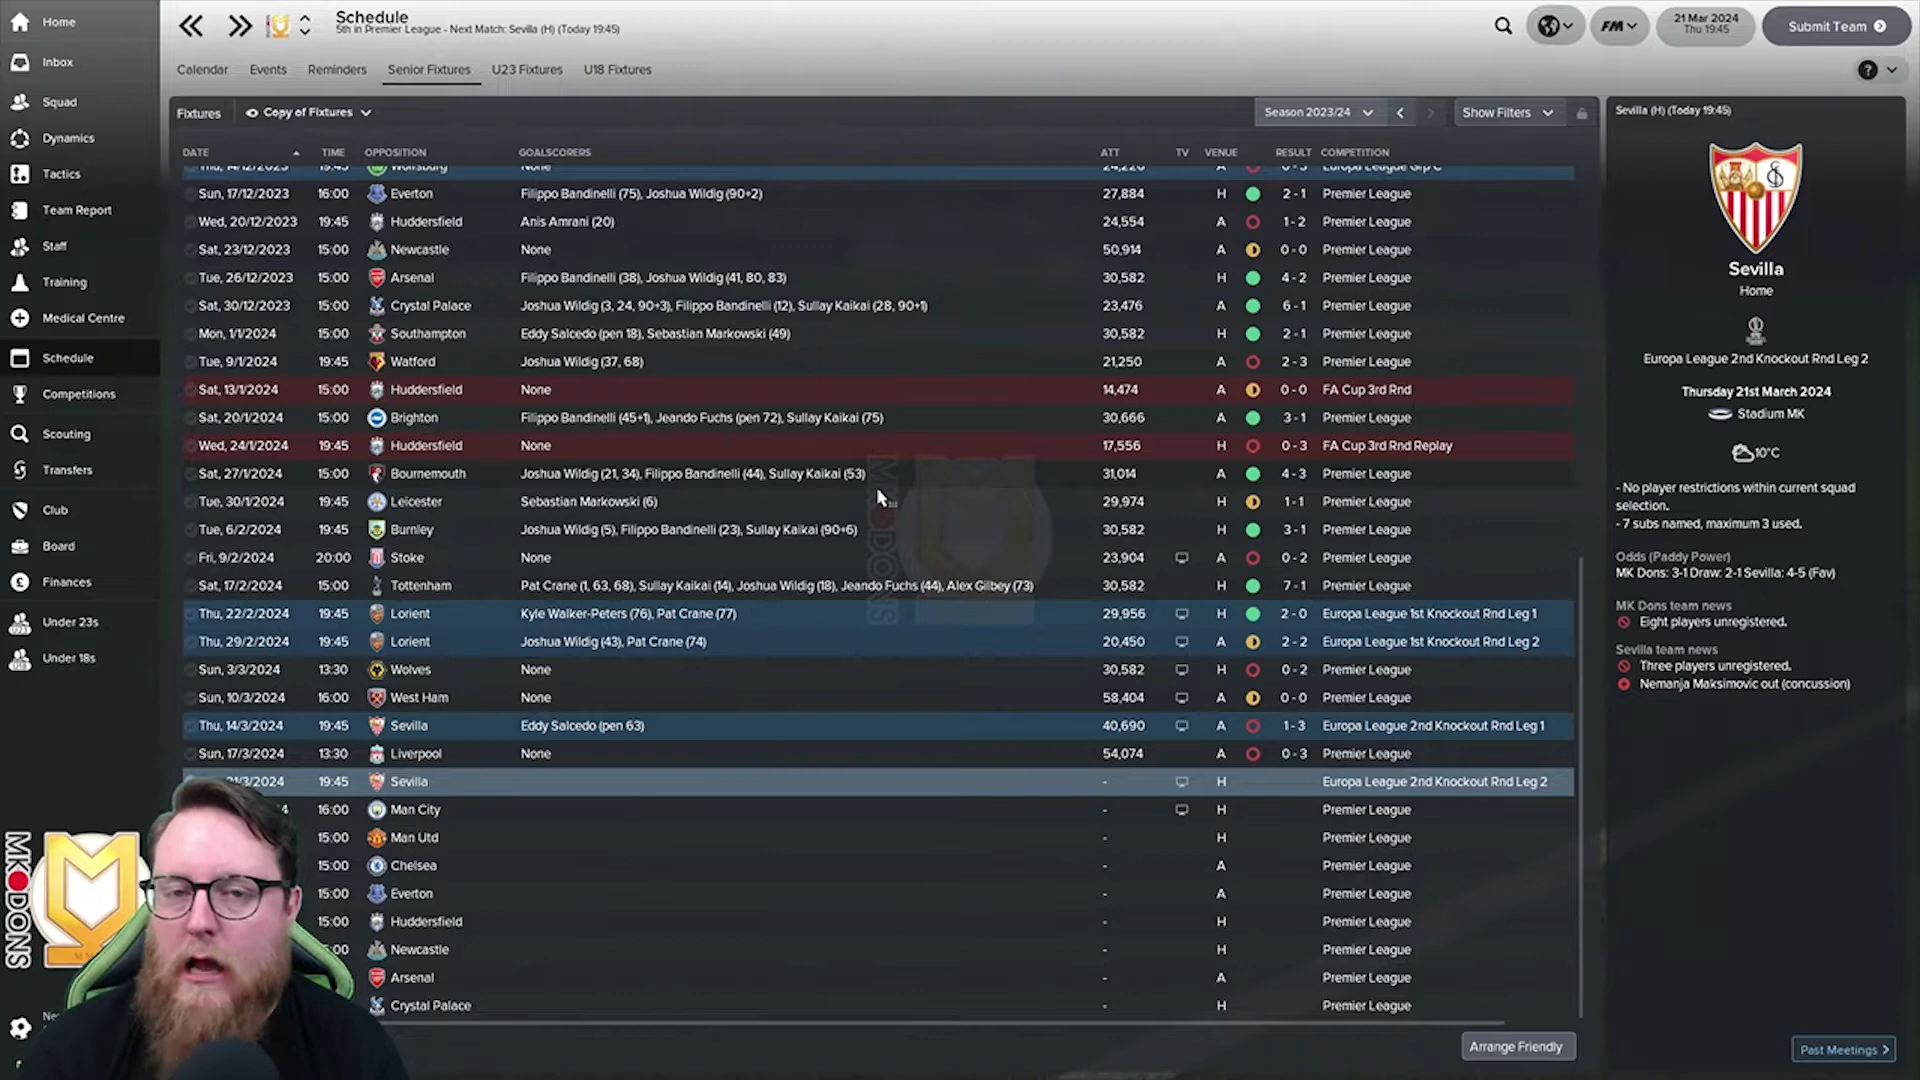 Home
Inbox
Squad
Dynamics
Tactics
Team Report
Staff
Training
Medical Centre
Schedule
Competitions
Scouting
Transfers
Club
Board
Finances
Under 23s
Under 18s
Schedule
5th in Premier League - Next Match: Sevilla (H) (Today 19:45)
FM
21 Mar 2024
Thu 19:45
Submit Team
Calendar Events Reminders Senior Fixtures U23 Fixtures U18 Fixtures
Fixtures Copy of Fixtures Season 2023/24 Show Filters
DATE TIME OPPOSITION GOALSCORERS ATT TV VENUE RESULT COMPETITION
Thu, 14/12/2023 19:45 Wolfsburg None 24,226 A 0-3 Europa League Grp C
Sun, 17/12/2023 16:00 Everton Filippo Bandinelli (75), Joshua Wildig (90+2) 27,884 H 2-1 Premier League
Wed, 20/12/2023 19:45 Huddersfield Anis Amrani (20) 24,554 A 1-2 Premier League
Sat, 23/12/2023 15:00 Newcastle None 50,914 A 0-0 Premier League
Tue, 26/12/2023 15:00 Arsenal Filippo Bandinelli (38), Joshua Wildig (41, 80, 83) 30,582 H 4-2 Premier League
Sat, 30/12/2023 15:00 Crystal Palace Joshua Wildig (3, 24, 90+3), Filippo Bandinelli (12), Sullay Kaikai (28, 90+1) 23,476 A 6-1 Premier League
Mon, 1/1/2024 15:00 Southampton Eddy Salcedo (pen 18), Sebastian Markowski (49) 30,582 H 2-1 Premier League
Tue, 9/1/2024 19:45 Watford Joshua Wildig (37, 68) 21,250 A 2-3 Premier League
Sat, 13/1/2024 15:00 Huddersfield None 14,474 A 0-0 FA Cup 3rd Rnd
Sat, 20/1/2024 15:00 Brighton Filippo Bandinelli (45+1), Jeando Fuchs (pen 72), Sullay Kaikai (75) 30,666 A 3-1 Premier League
Wed, 24/1/2024 19:45 Huddersfield None 17,556 H 0-3 FA Cup 3rd Rnd Replay
Sat, 27/1/2024 15:00 Bournemouth Joshua Wildig (21, 34), Filippo Bandinelli (44), Sullay Kaikai (53) 31,014 A 4-3 Premier League
Tue, 30/1/2024 19:45 Leicester Sebastian Markowski (6) 29,974 H 1-1 Premier League
Tue, 6/2/2024 19:45 Burnley Joshua Wildig (5), Filippo Bandinelli (23), Sullay Kaikai (90+6) 30,582 H 3-1 Premier League
Fri, 9/2/2024 20:00 Stoke None 23,904 A 0-2 Premier League
Sat, 17/2/2024 15:00 Tottenham Pat Crane (1, 63, 68), Sullay Kaikai (14), Joshua Wildig (18), Jeando Fuchs (44), Alex Gilbey (73) 30,582 H 7-1 Premier League
Thu, 22/2/2024 19:45 Lorient Kyle Walker-Peters (76), Pat Crane (77) 29,956 H 2-0 Europa League 1st Knockout Rnd Leg 1
Thu, 29/2/2024 19:45 Lorient Joshua Wildig (43), Pat Crane (74) 20,450 A 2-2 Europa League 1st Knockout Rnd Leg 2
Sun, 3/3/2024 13:30 Wolves None 30,582 H 0-2 Premier League
Sun, 10/3/2024 16:00 West Ham None 58,404 A 0-0 Premier League
Thu, 14/3/2024 19:45 Sevilla Eddy Salcedo (pen 63) 40,690 A 1-3 Europa League 2nd Knockout Rnd Leg 1
Sun, 17/3/2024 13:30 Liverpool None 54,074 A 0-3 Premier League
21/3/2024 19:45 Sevilla - H Europa League 2nd Knockout Rnd Leg 2
4 16:00 Man City - H Premier League
15:00 Man Utd - H Premier League
15:00 Chelsea - A Premier League
15:00 Everton - A Premier League
15:00 Huddersfield - H Premier League
5:00 Newcastle - H Premier League
Arsenal - A Premier League
Crystal Palace - H Premier League
Arrange Friendly
Sevilla (H) (Today 19:45)
Sevilla
Home
Europa League 2nd Knockout Rnd Leg 2
Thursday 21st March 2024
Stadium MK
10°C
- No player restrictions within current squad
selection.
- 7 subs named, maximum 3 used.
Odds (Paddy Power)
MK Dons: 3-1 Draw: 2-1 Sevilla: 4-5 (Fav)
MK Dons team news
Eight players unregistered.
Sevilla team news
Three players unregistered.
Nemanja Maksimovic out (concussion)
Past Meetings
MK DONS